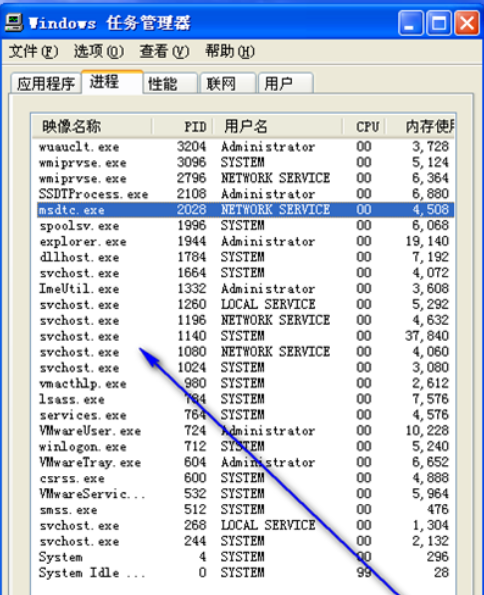 Windows 任务管理器
文件(F) 选项(O) 查看(V) 帮助(H)
应用程序 进程 性能 联网 用户
映像名称 PID 用户名 CPU 内存使用
wuauclt.exe 3204 Administrator 00 3,728
wmiprvse.exe 3096 SYSTEM 00 5,124
wmiprvse.exe 2796 NETWORK SERVICE 00 6,364
SSDTProcess.exe 2108 Administrator 00 6,880
msdtc.exe 2028 NETWORK SERVICE 00 4,508
spoolsv.exe 1996 SYSTEM 00 6,068
explorer.exe 1944 Administrator 00 19,140
dllhost.exe 1784 SYSTEM 00 7,192
svchost.exe 1664 SYSTEM 00 4,072
ImeUtil.exe 1332 Administrator 00 3,608
svchost.exe 1260 LOCAL SERVICE 00 5,292
svchost.exe 1196 NETWORK SERVICE 00 4,632
svchost.exe 1140 SYSTEM 00 37,840
svchost.exe 1080 NETWORK SERVICE 00 4,060
svchost.exe 1024 SYSTEM 00 3,080
vmacthlp.exe 980 SYSTEM 00 2,612
lsass.exe 784 SYSTEM 00 7,576
services.exe 764 SYSTEM 00 4,576
VMwareUser.exe 724 Administrator 00 10,228
winlogon.exe 712 SYSTEM 00 5,240
VMwareTray.exe 604 Administrator 00 6,652
csrss.exe 600 SYSTEM 00 4,888
VMwareServic... 532 SYSTEM 00 5,964
smss.exe 512 SYSTEM 00 476
svchost.exe 268 LOCAL SERVICE 00 1,304
svchost.exe 244 SYSTEM 00 2,132
System 4 SYSTEM 00 296
System Idle ... 0 SYSTEM 99 28